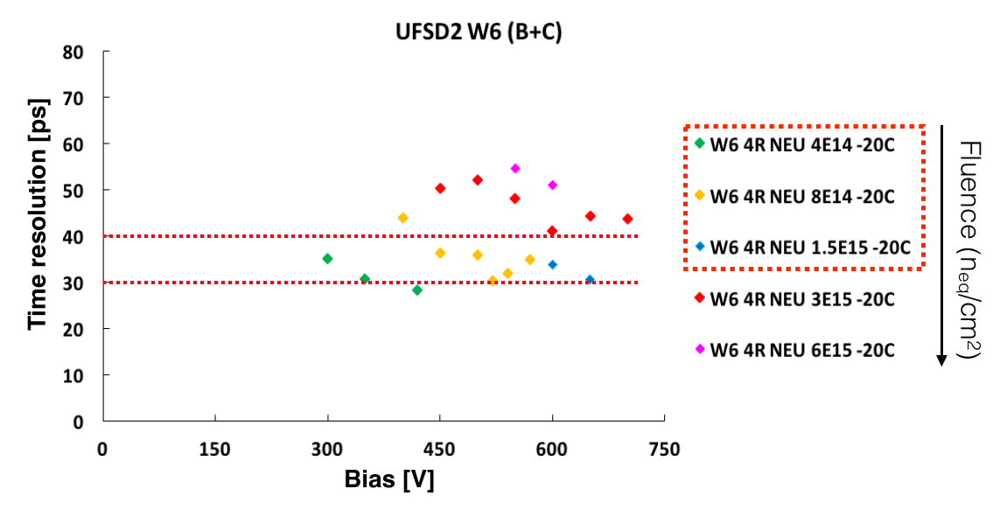 UFSD2 W6 (B+C)
80
70
60
50
40
30
20
10
0
Time resolution [ps]
0 150 300 450 600 750
Bias [V]
W6 4R NEU 4E14 -20C
W6 4R NEU 8E14 -20C
W6 4R NEU 1.5E15 -20C
W6 4R NEU 3E15 -20C
W6 4R NEU 6E15 -20C
Fluence (neq/cm²)